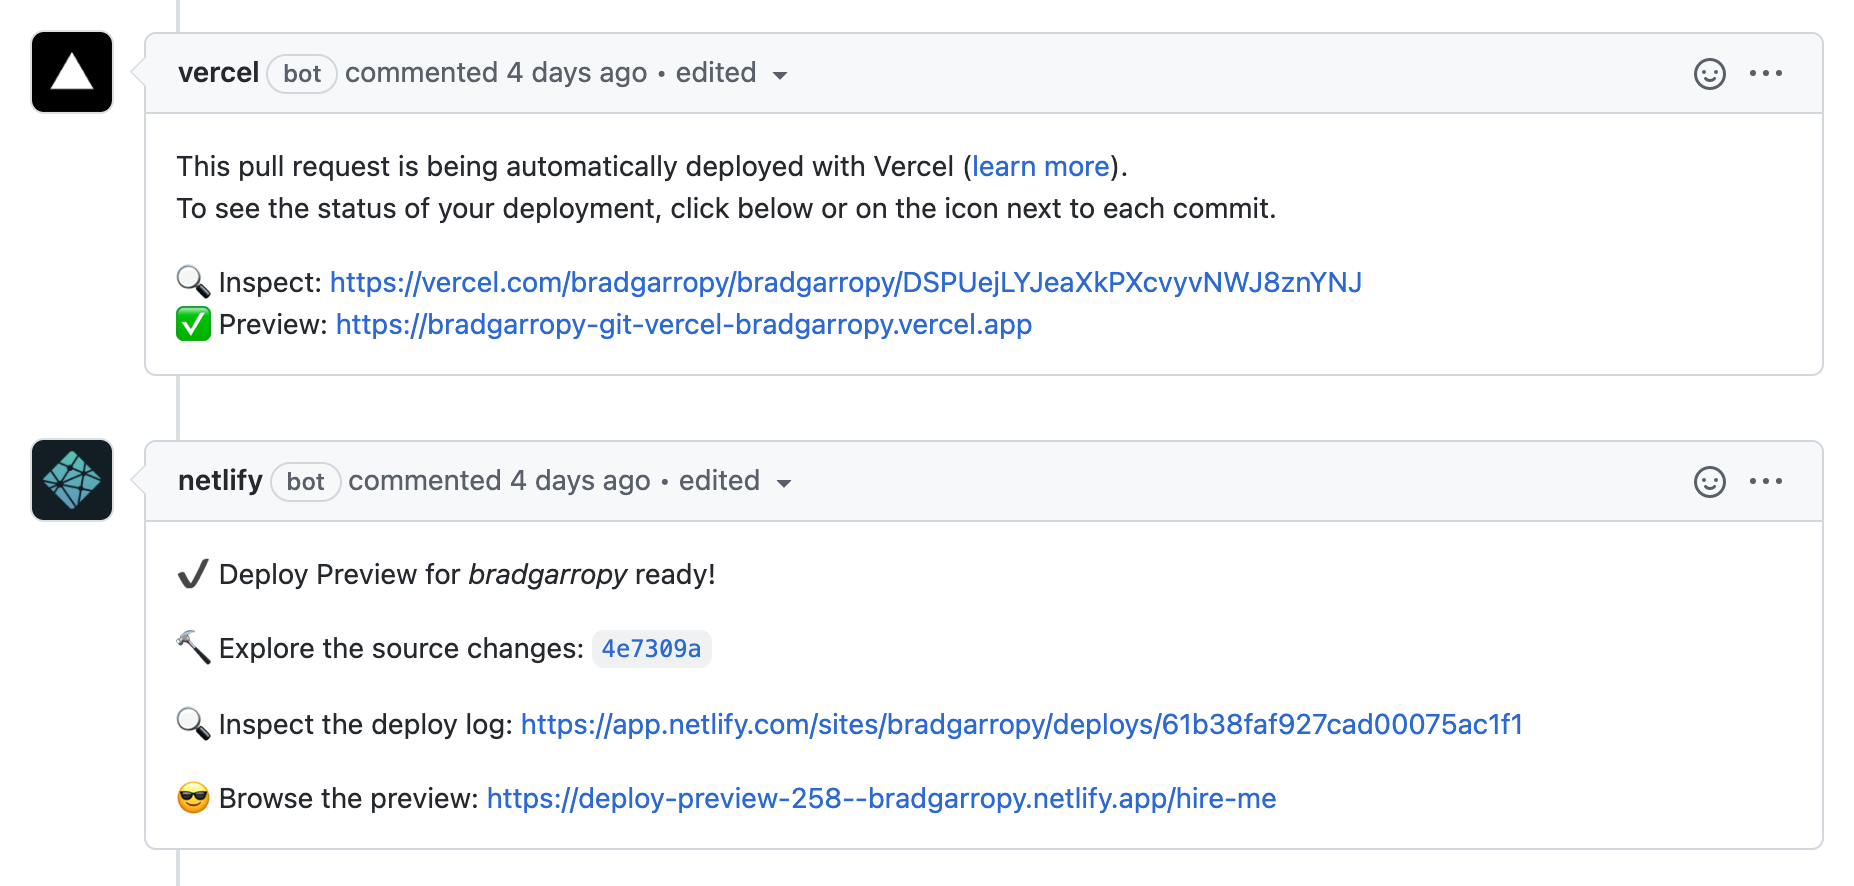 vercel bot commented 4 days ago • edited
This pull request is being automatically deployed with Vercel (learn more).
To see the status of your deployment, click below or on the icon next to each commit.
🔍 Inspect: https://vercel.com/bradgarropy/bradgarropy/DSPUejLYJeaXkPXcvyvNWJ8znYNJ
✅ Preview: https://bradgarropy-git-vercel-bradgarropy.vercel.app
netlify bot commented 4 days ago • edited
✔️ Deploy Preview for bradgarropy ready!
🔨 Explore the source changes: 4e7309a
🔍 Inspect the deploy log: https://app.netlify.com/sites/bradgarropy/deploys/61b38faf927cad00075ac1f1
😎 Browse the preview: https://deploy-preview-258--bradgarropy.netlify.app/hire-me